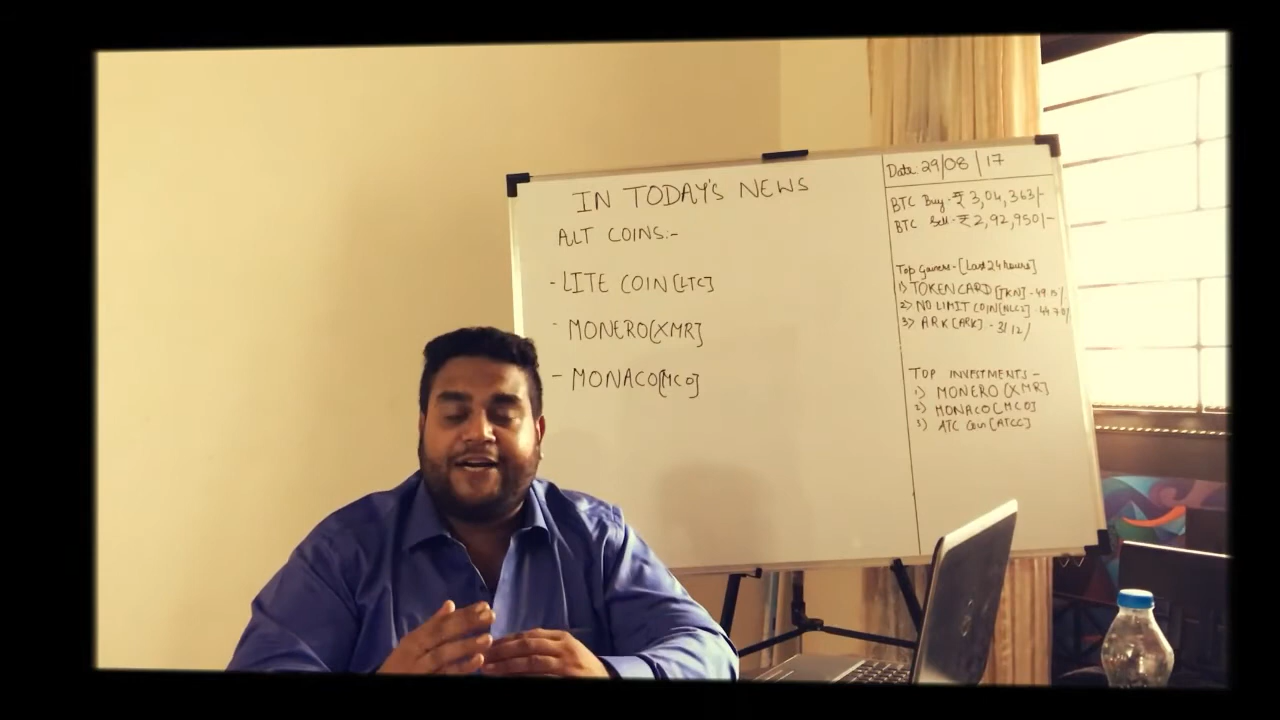 IN TODAY'S NEWS
ALT COINS:-
- LITE COIN [LTC]
- MONERO [XMR]
- MONACO [MCO]
Date: 29/08/17
BTC Buy - ₹ 3,04,363/-
BTC Sell - ₹ 2,92,950/-
Top Gainers - [Last 24 hours]
1) TOKENCARD [TKN] - 49.15/.
2) NO LIMIT COIN [NLC2] - 44.70/.
3) ARK [ARK] - 31.12/
TOP INVESTMENTS -
1) MONERO [XMR]
2) MONACO [MCO]
3) ATC Coin [ATCC]